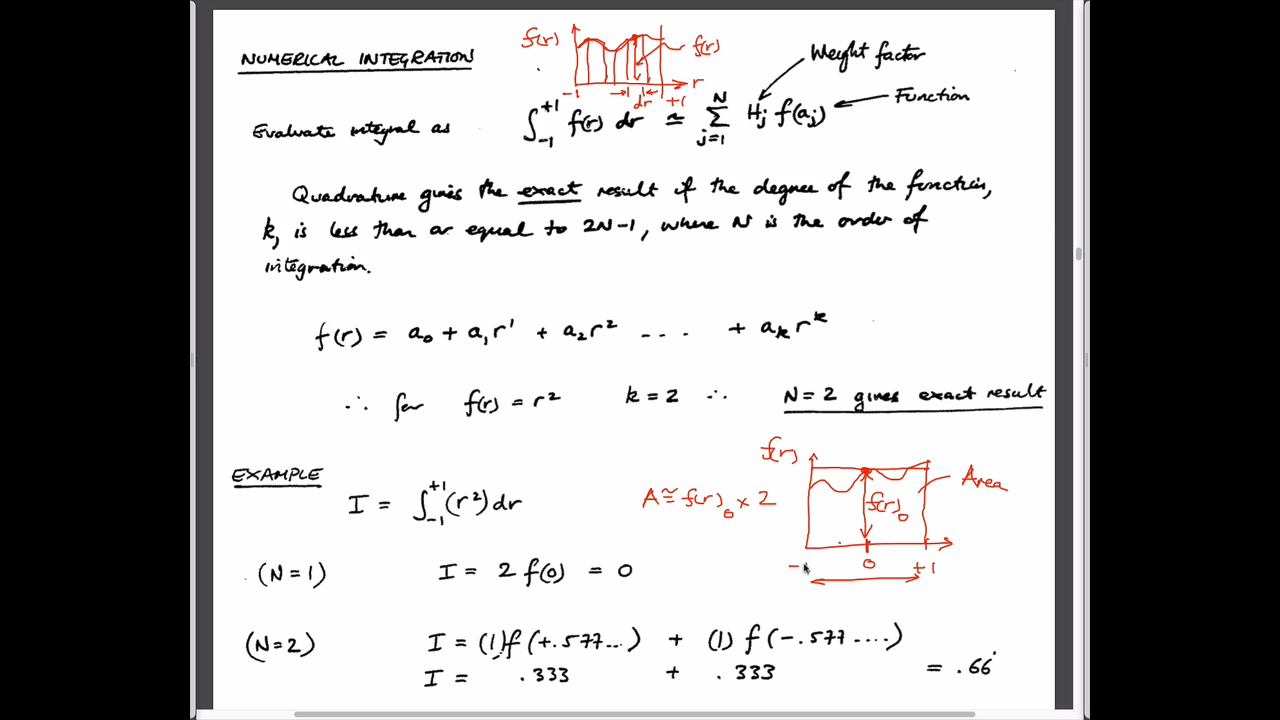 NUMERICAL INTEGRATION
f(r)
f(r)
r
-1
dr
+1
Weight factor
Function
Evaluate integral as ∫₋₁⁺¹ f(r) dr ≃ Σ_{j=1}^{N} H_j f(a_j)
Quadrature gives the exact result if the degree of the function,
k, is less than or equal to 2N-1, where N is the order of
integration.
f(r) = a₀ + a₁r¹ + a₂r² .... + a_k r^k
∴ for f(r) = r² k = 2 ∴ N = 2 gives exact result
EXAMPLE
I = ∫₋₁⁺¹ (r²) dr
A ≅ f(r)₀ × 2
f(r)
Area
f(r)₀
0
+1
(N=1) I = 2 f(0) = 0
(N=2) I = (1) f(+.577...) + (1) f(-.577....)
I = .333 + .333 = .66̇